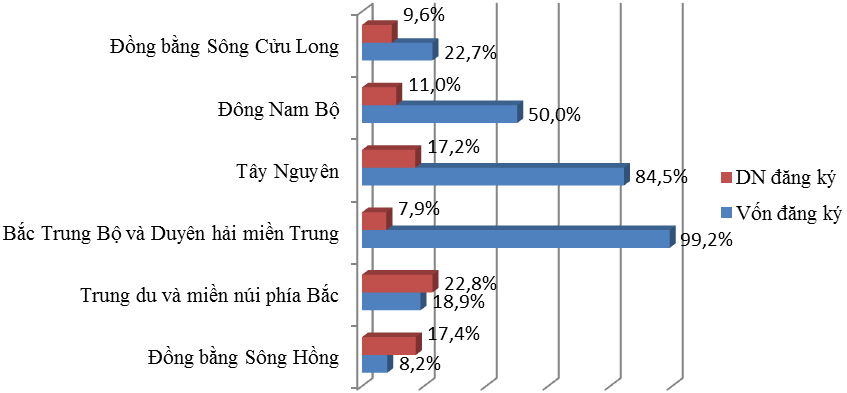 9,6%
Đồng bằng Sông Cửu Long
22,7%
11,0%
Đông Nam Bộ
50,0%
17,2%
Tây Nguyên
84,5%
DN đăng ký
7,9%
Vốn đăng ký
Bắc Trung Bộ và Duyên hải miền Trung
99,2%
22,8%
Trung du và miền núi phía Bắc
18,9%
17,4%
Đồng bằng Sông Hồng
8,2%